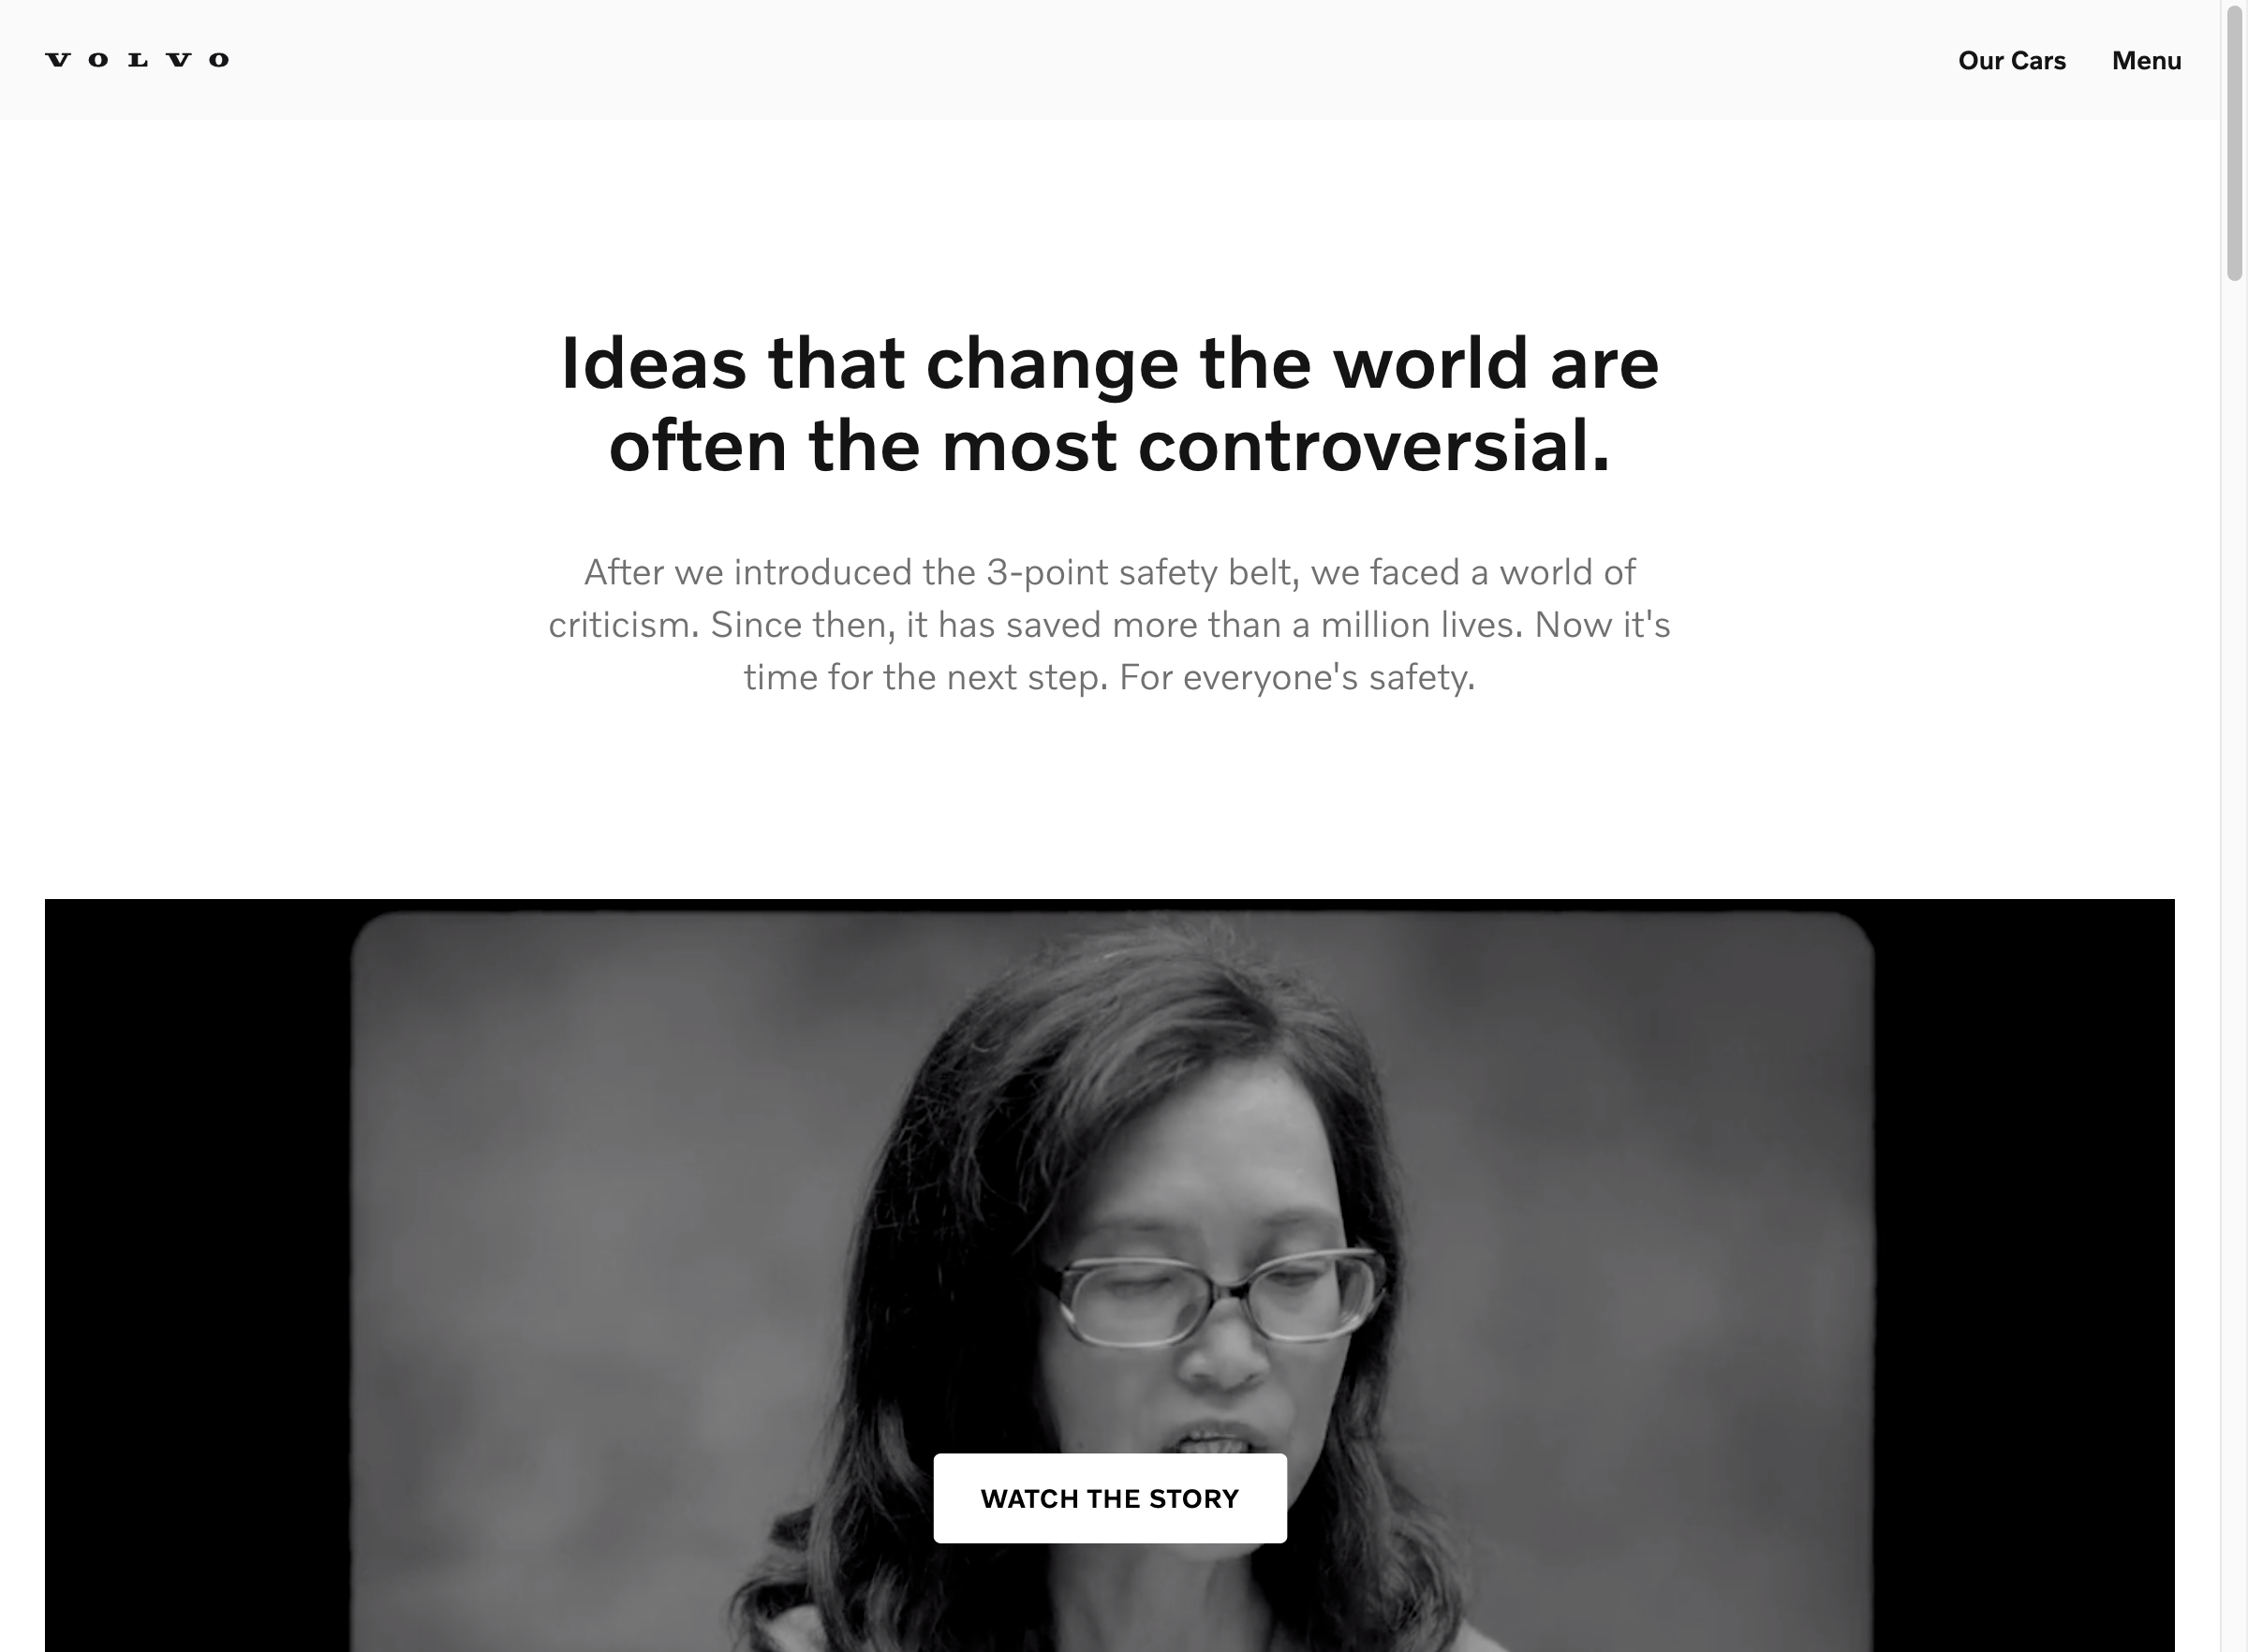 VOLVO
Our Cars
Menu
Ideas that change the world are
often the most controversial.
After we introduced the 3-point safety belt, we faced a world of
criticism. Since then, it has saved more than a million lives. Now it's
time for the next step. For everyone's safety.
WATCH THE STORY